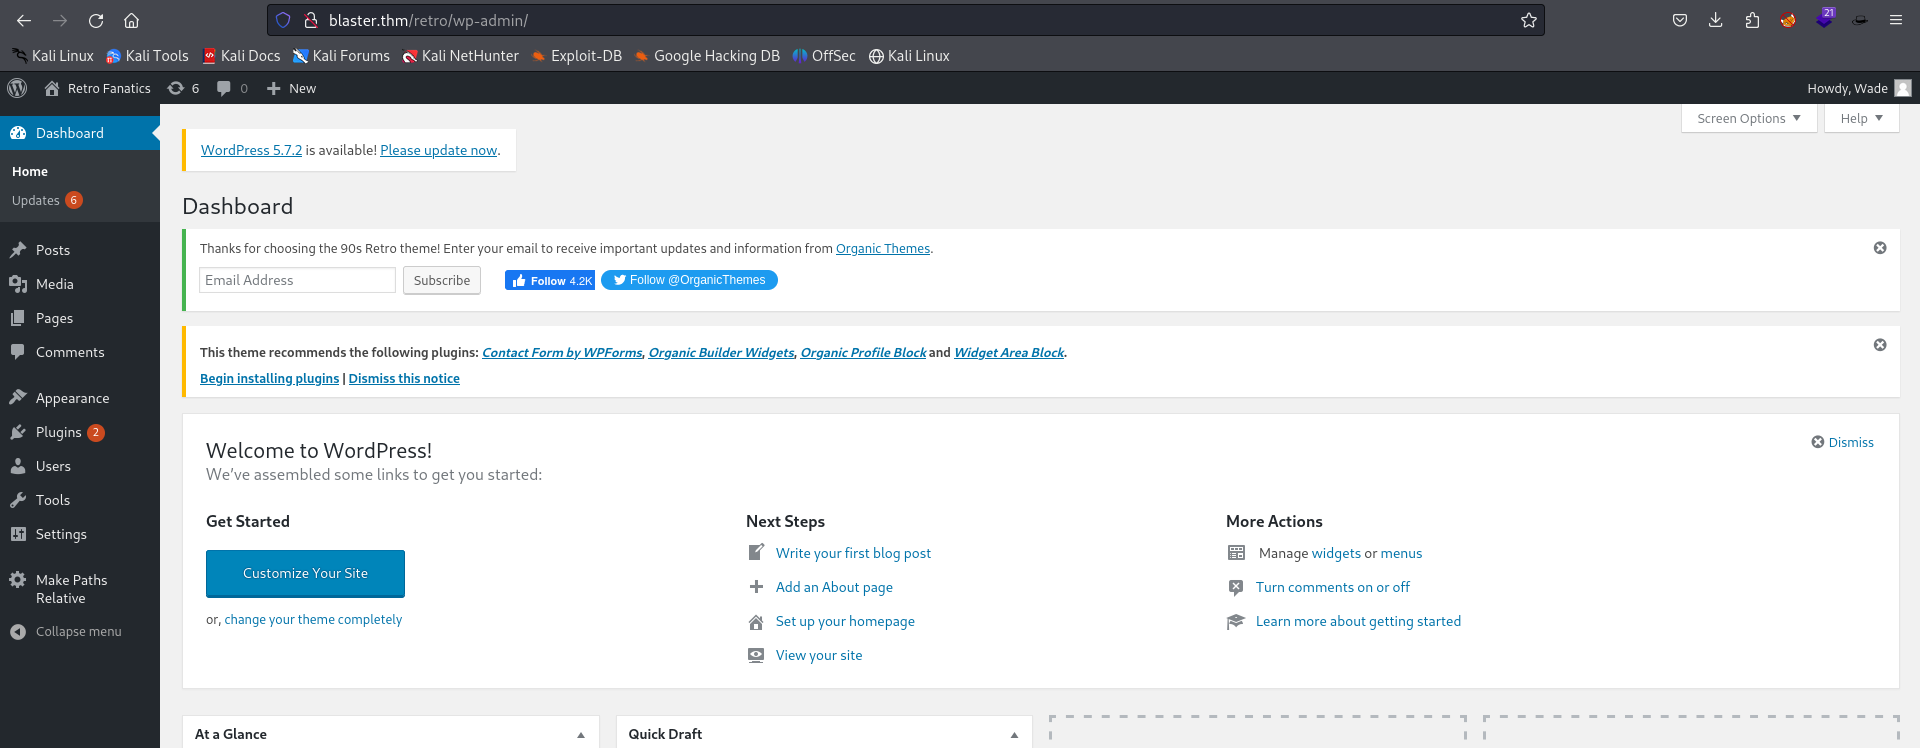 blaster.thm/retro/wp-admin/
21
Kali Linux Kali Tools Kali Docs Kali Forums Kali NetHunter Exploit-DB Google Hacking DB OffSec Kali Linux
Retro Fanatics 6 0 New Howdy, Wade
Screen Options Help
Dashboard
Home
Updates 6
Posts
Media
Pages
Comments
Appearance
Plugins 2
Users
Tools
Settings
Make Paths
Relative
Collapse menu
WordPress 5.7.2 is available! Please update now.
Dashboard
Thanks for choosing the 90s Retro theme! Enter your email to receive important updates and information from Organic Themes.
Email Address Subscribe Follow 4.2K Follow @OrganicThemes
This theme recommends the following plugins: Contact Form by WPForms, Organic Builder Widgets, Organic Profile Block and Widget Area Block.
Begin installing plugins | Dismiss this notice
Welcome to WordPress!
Dismiss
We've assembled some links to get you started:
Get Started
Customize Your Site
or, change your theme completely
Next Steps
Write your first blog post
Add an About page
Set up your homepage
View your site
More Actions
Manage widgets or menus
Turn comments on or off
Learn more about getting started
At a Glance
Quick Draft